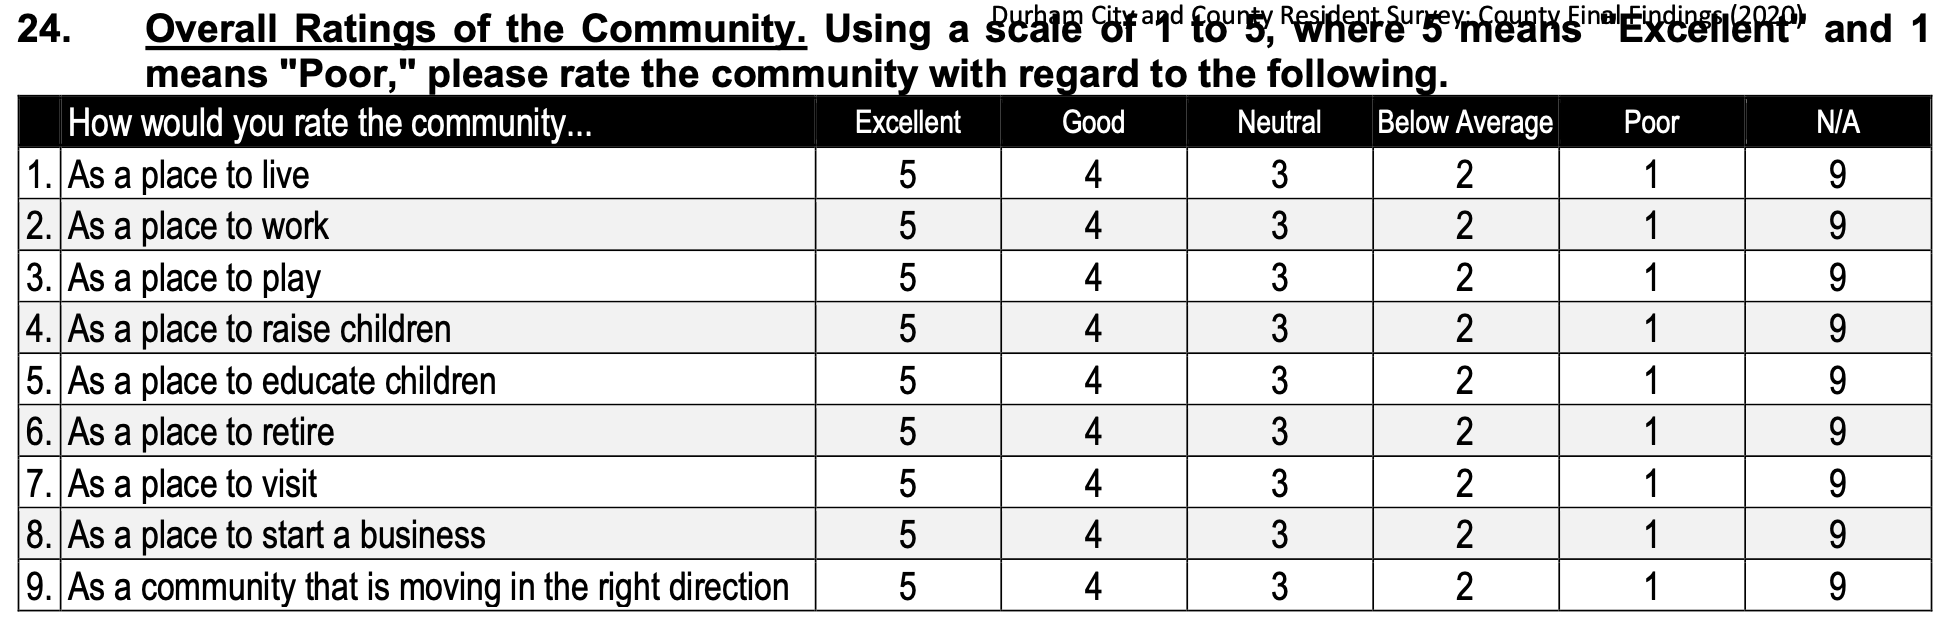 Durham City and County Resident Survey: County Final Findings (2020)
24. Overall Ratings of the Community. Using a scale of 1 to 5, where 5 means "Excellent" and 1
means "Poor," please rate the community with regard to the following.
How would you rate the community... Excellent Good Neutral Below Average Poor N/A
1. As a place to live 5 4 3 2 1 9
2. As a place to work 5 4 3 2 1 9
3. As a place to play 5 4 3 2 1 9
4. As a place to raise children 5 4 3 2 1 9
5. As a place to educate children 5 4 3 2 1 9
6. As a place to retire 5 4 3 2 1 9
7. As a place to visit 5 4 3 2 1 9
8. As a place to start a business 5 4 3 2 1 9
9. As a community that is moving in the right direction 5 4 3 2 1 9